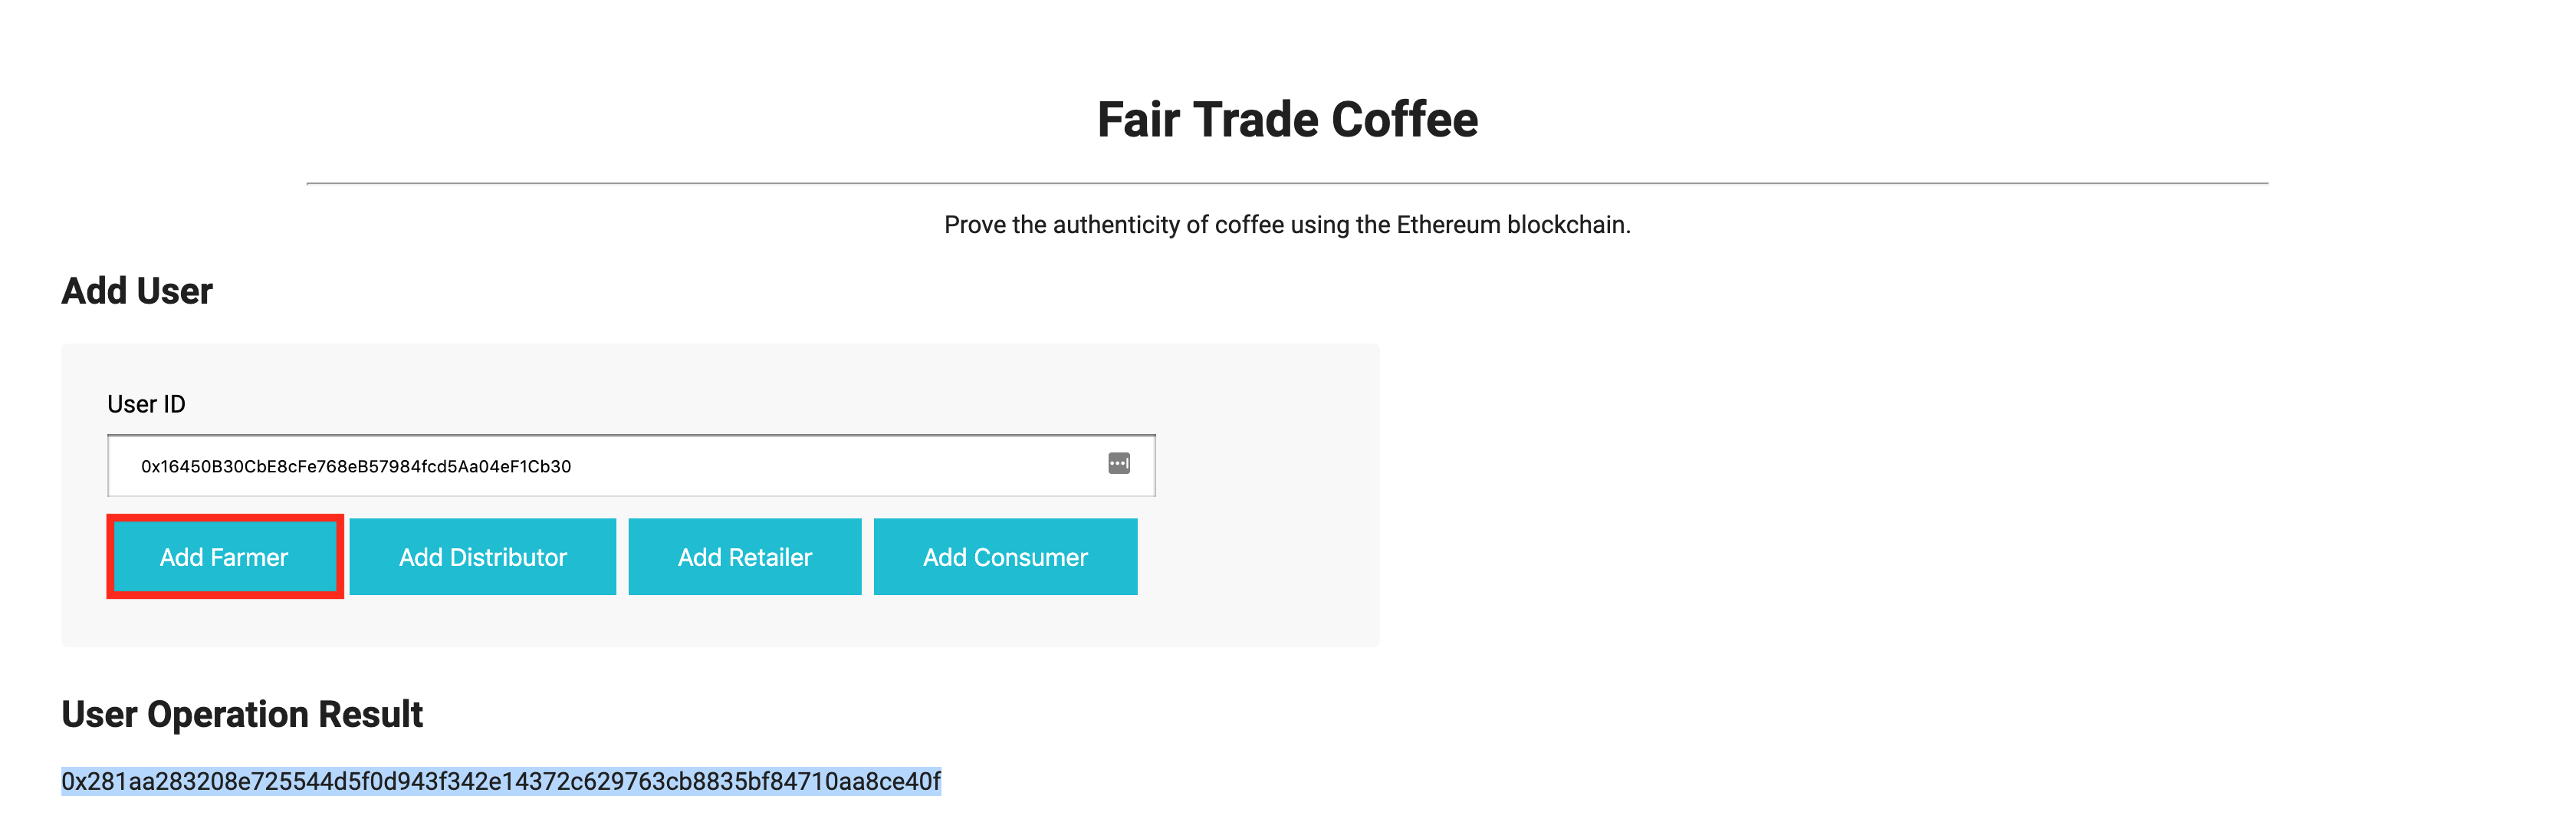 Fair Trade Coffee
Prove the authenticity of coffee using the Ethereum blockchain.
Add User
User ID
0x16450B30CbE8cFe768eB57984fcd5Aa04eF1Cb30
Add Farmer Add Distributor Add Retailer Add Consumer
User Operation Result
0x281aa283208e725544d5f0d943f342e14372c629763cb8835bf84710aa8ce40f